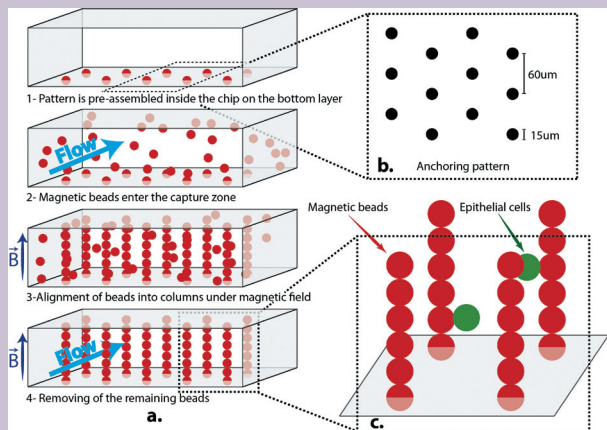 1- Pattern is pre-assembled inside the chip on the bottom layer
Flow
2- Magnetic beads enter the capture zone
B
3-Alignment of beads into columns under magnetic field
B
Flow
4- Removing of the remaining beads
a.
60um
15um
b.
Anchoring pattern
Magnetic beads
Epithelial cells
c.